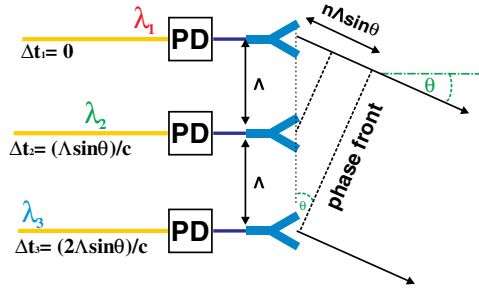 λ₁
PD
nΛsinθ
Δt₁= 0
θ
Λ
λ₂
PD
Δt₂= (Λsinθ)/c
phase front
Λ
θ
λ₃
PD
Δt₃= (2Λsinθ)/c